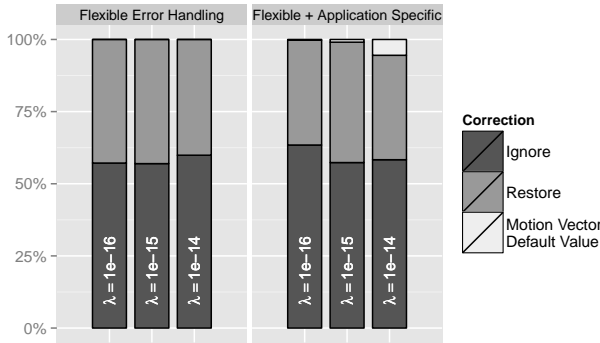 Flexible Error Handling
Flexible + Application Specific
100%
75%
50%
25%
0%
λ = 1e−16
λ = 1e−15
λ = 1e−14
λ = 1e−16
λ = 1e−15
λ = 1e−14
Correction
Ignore
Restore
Motion Vector
Default Value